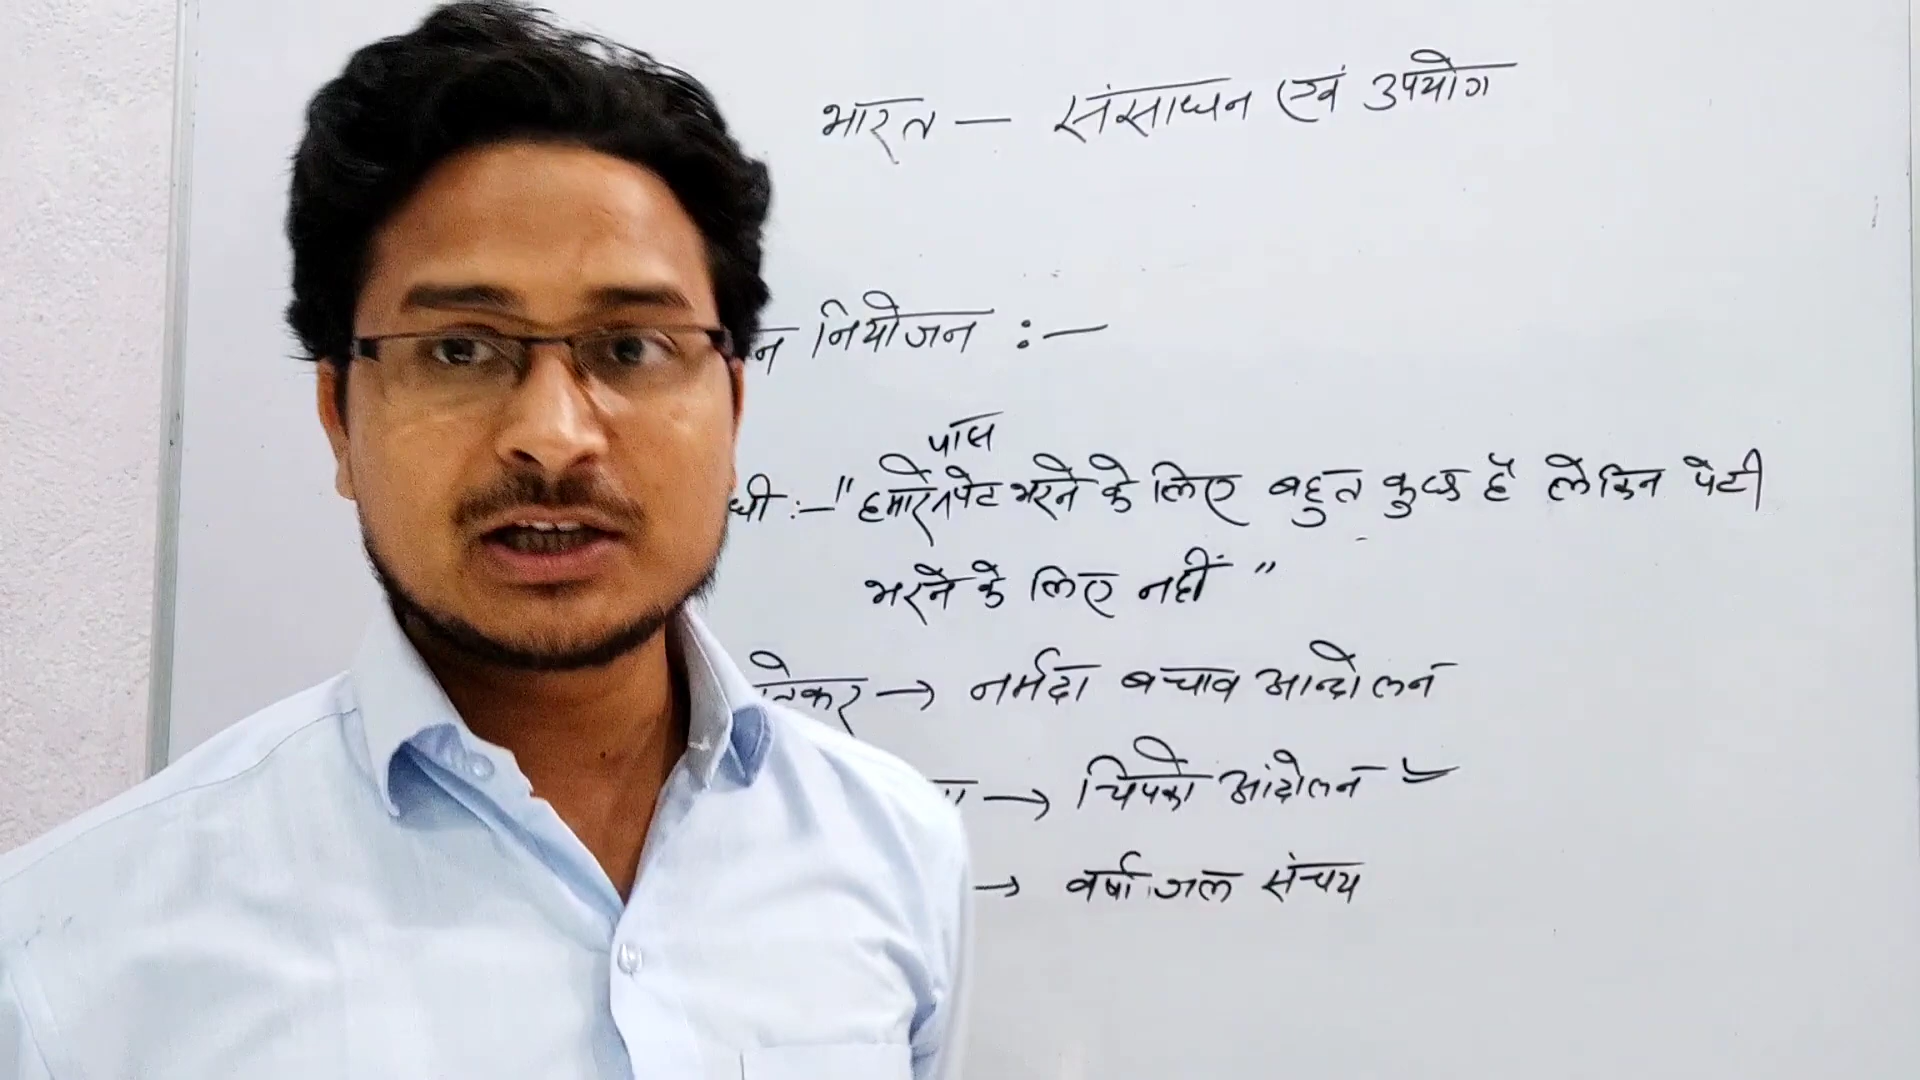 भारत — संसाधन एवं उपयोग
न नियोजन :—
पास
धी :— " हमारे पेट भरने के लिए बहुत कुछ है लेकिन पेटी
भरने के लिए नहीं "
तेकर → नर्मदा बचाव आन्दोलन
→ चिपको आंदोलन
→ वर्षा जल संचय